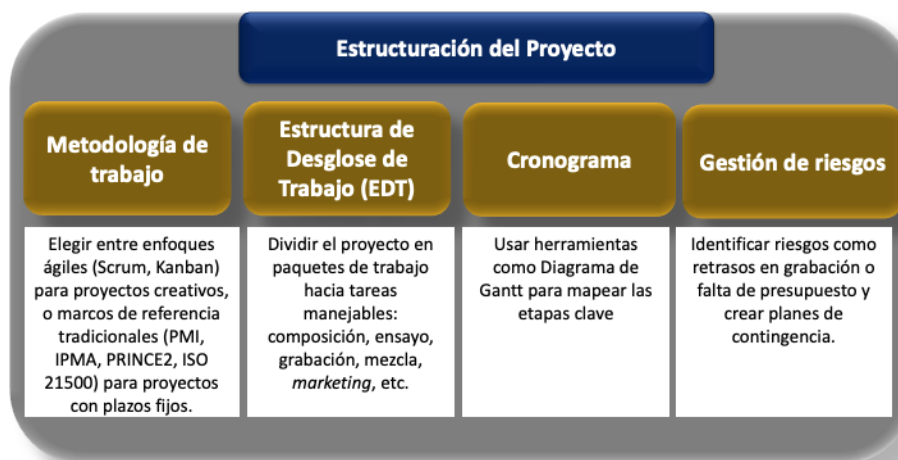 Estructuración del Proyecto
Metodología de
trabajo
Elegir entre enfoques
ágiles (Scrum, Kanban)
para proyectos creativos,
o marcos de referencia
tradicionales (PMI,
IPMA, PRINCE2, ISO
21500) para proyectos
con plazos fijos.
Estructura de
Desglose de
Trabajo (EDT)
Dividir el proyecto en
paquetes de trabajo
hacia tareas
manejables:
composición, ensayo,
grabación, mezcla,
marketing, etc.
Cronograma
Usar herramientas
como Diagrama de
Gantt para mapear las
etapas clave
Gestión de riesgos
Identificar riesgos como
retrasos en grabación o
falta de presupuesto y
crear planes de
contingencia.